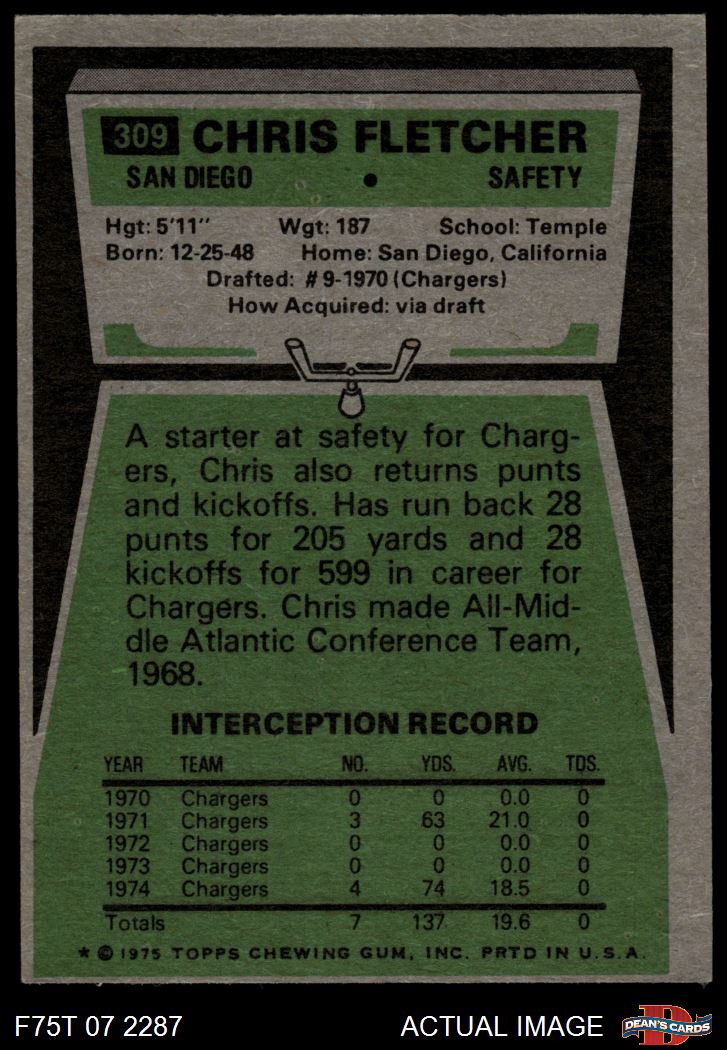 309 CHRIS FLETCHER
SAN DIEGO • SAFETY
Hgt: 5'11" Wgt: 187 School: Temple
Born: 12-25-48 Home: San Diego, California
Drafted: #9-1970 (Chargers)
How Acquired: via draft
A starter at safety for Charg-
ers, Chris also returns punts
and kickoffs. Has run back 28
punts for 205 yards and 28
kickoffs for 599 in career for
Chargers. Chris made All-Mid-
dle Atlantic Conference Team,
1968.
INTERCEPTION RECORD
YEAR TEAM NO. YDS. AVG. TDS.
1970 Chargers 0 0 0.0 0
1971 Chargers 3 63 21.0 0
1972 Chargers 0 0 0.0 0
1973 Chargers 0 0 0.0 0
1974 Chargers 4 74 18.5 0
Totals 7 137 19.6 0
* © 1975 TOPPS CHEWING GUM, INC. PRTD IN U.S.A.
F75T 07 2287 ACTUAL IMAGE D DEAN'S CARDS